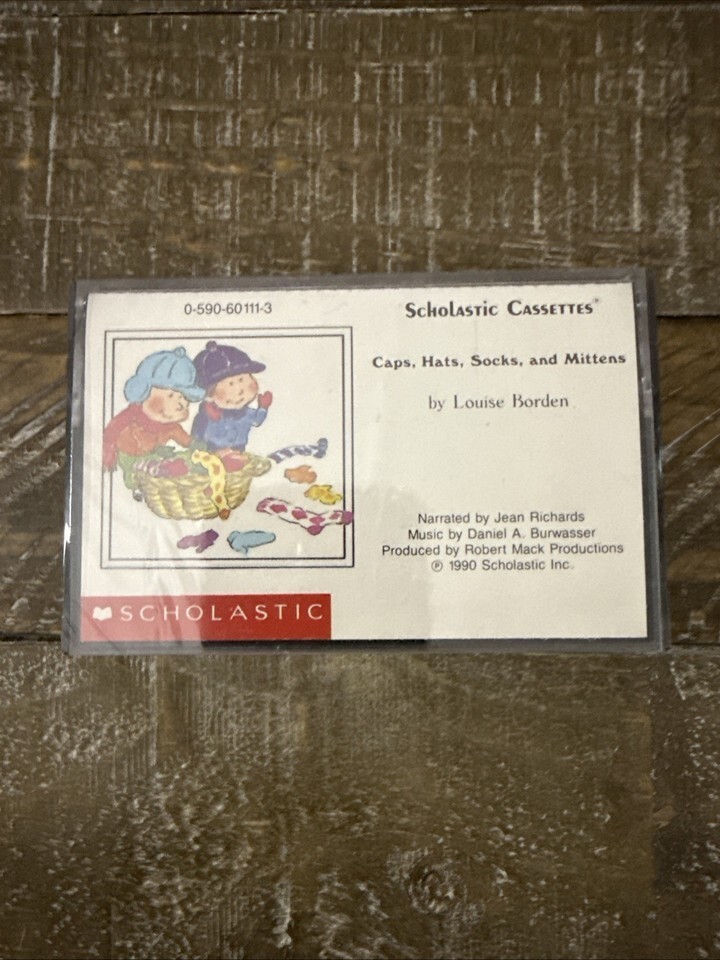 0-590-60111-3
Scholastic Cassettes®
Caps, Hats, Socks, and Mittens
by Louise Borden
Narrated by Jean Richards
Music by Daniel A. Burwasser
Produced by Robert Mack Productions
℗ 1990 Scholastic Inc.
SCHOLASTIC